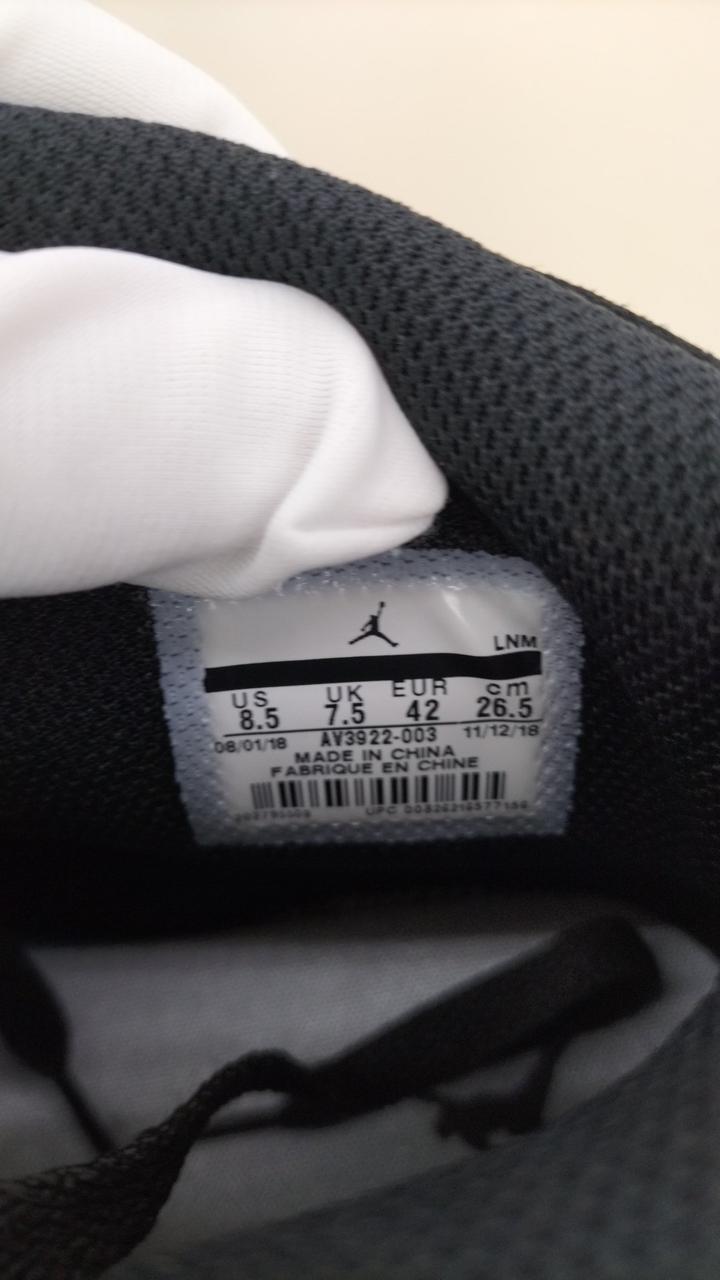 LNM
US UK EUR cm
8.5 7.5 42 26.5
08/01/18 AV3922-003 11/12/18
MADE IN CHINA
FABRIQUE EN CHINE
UPC